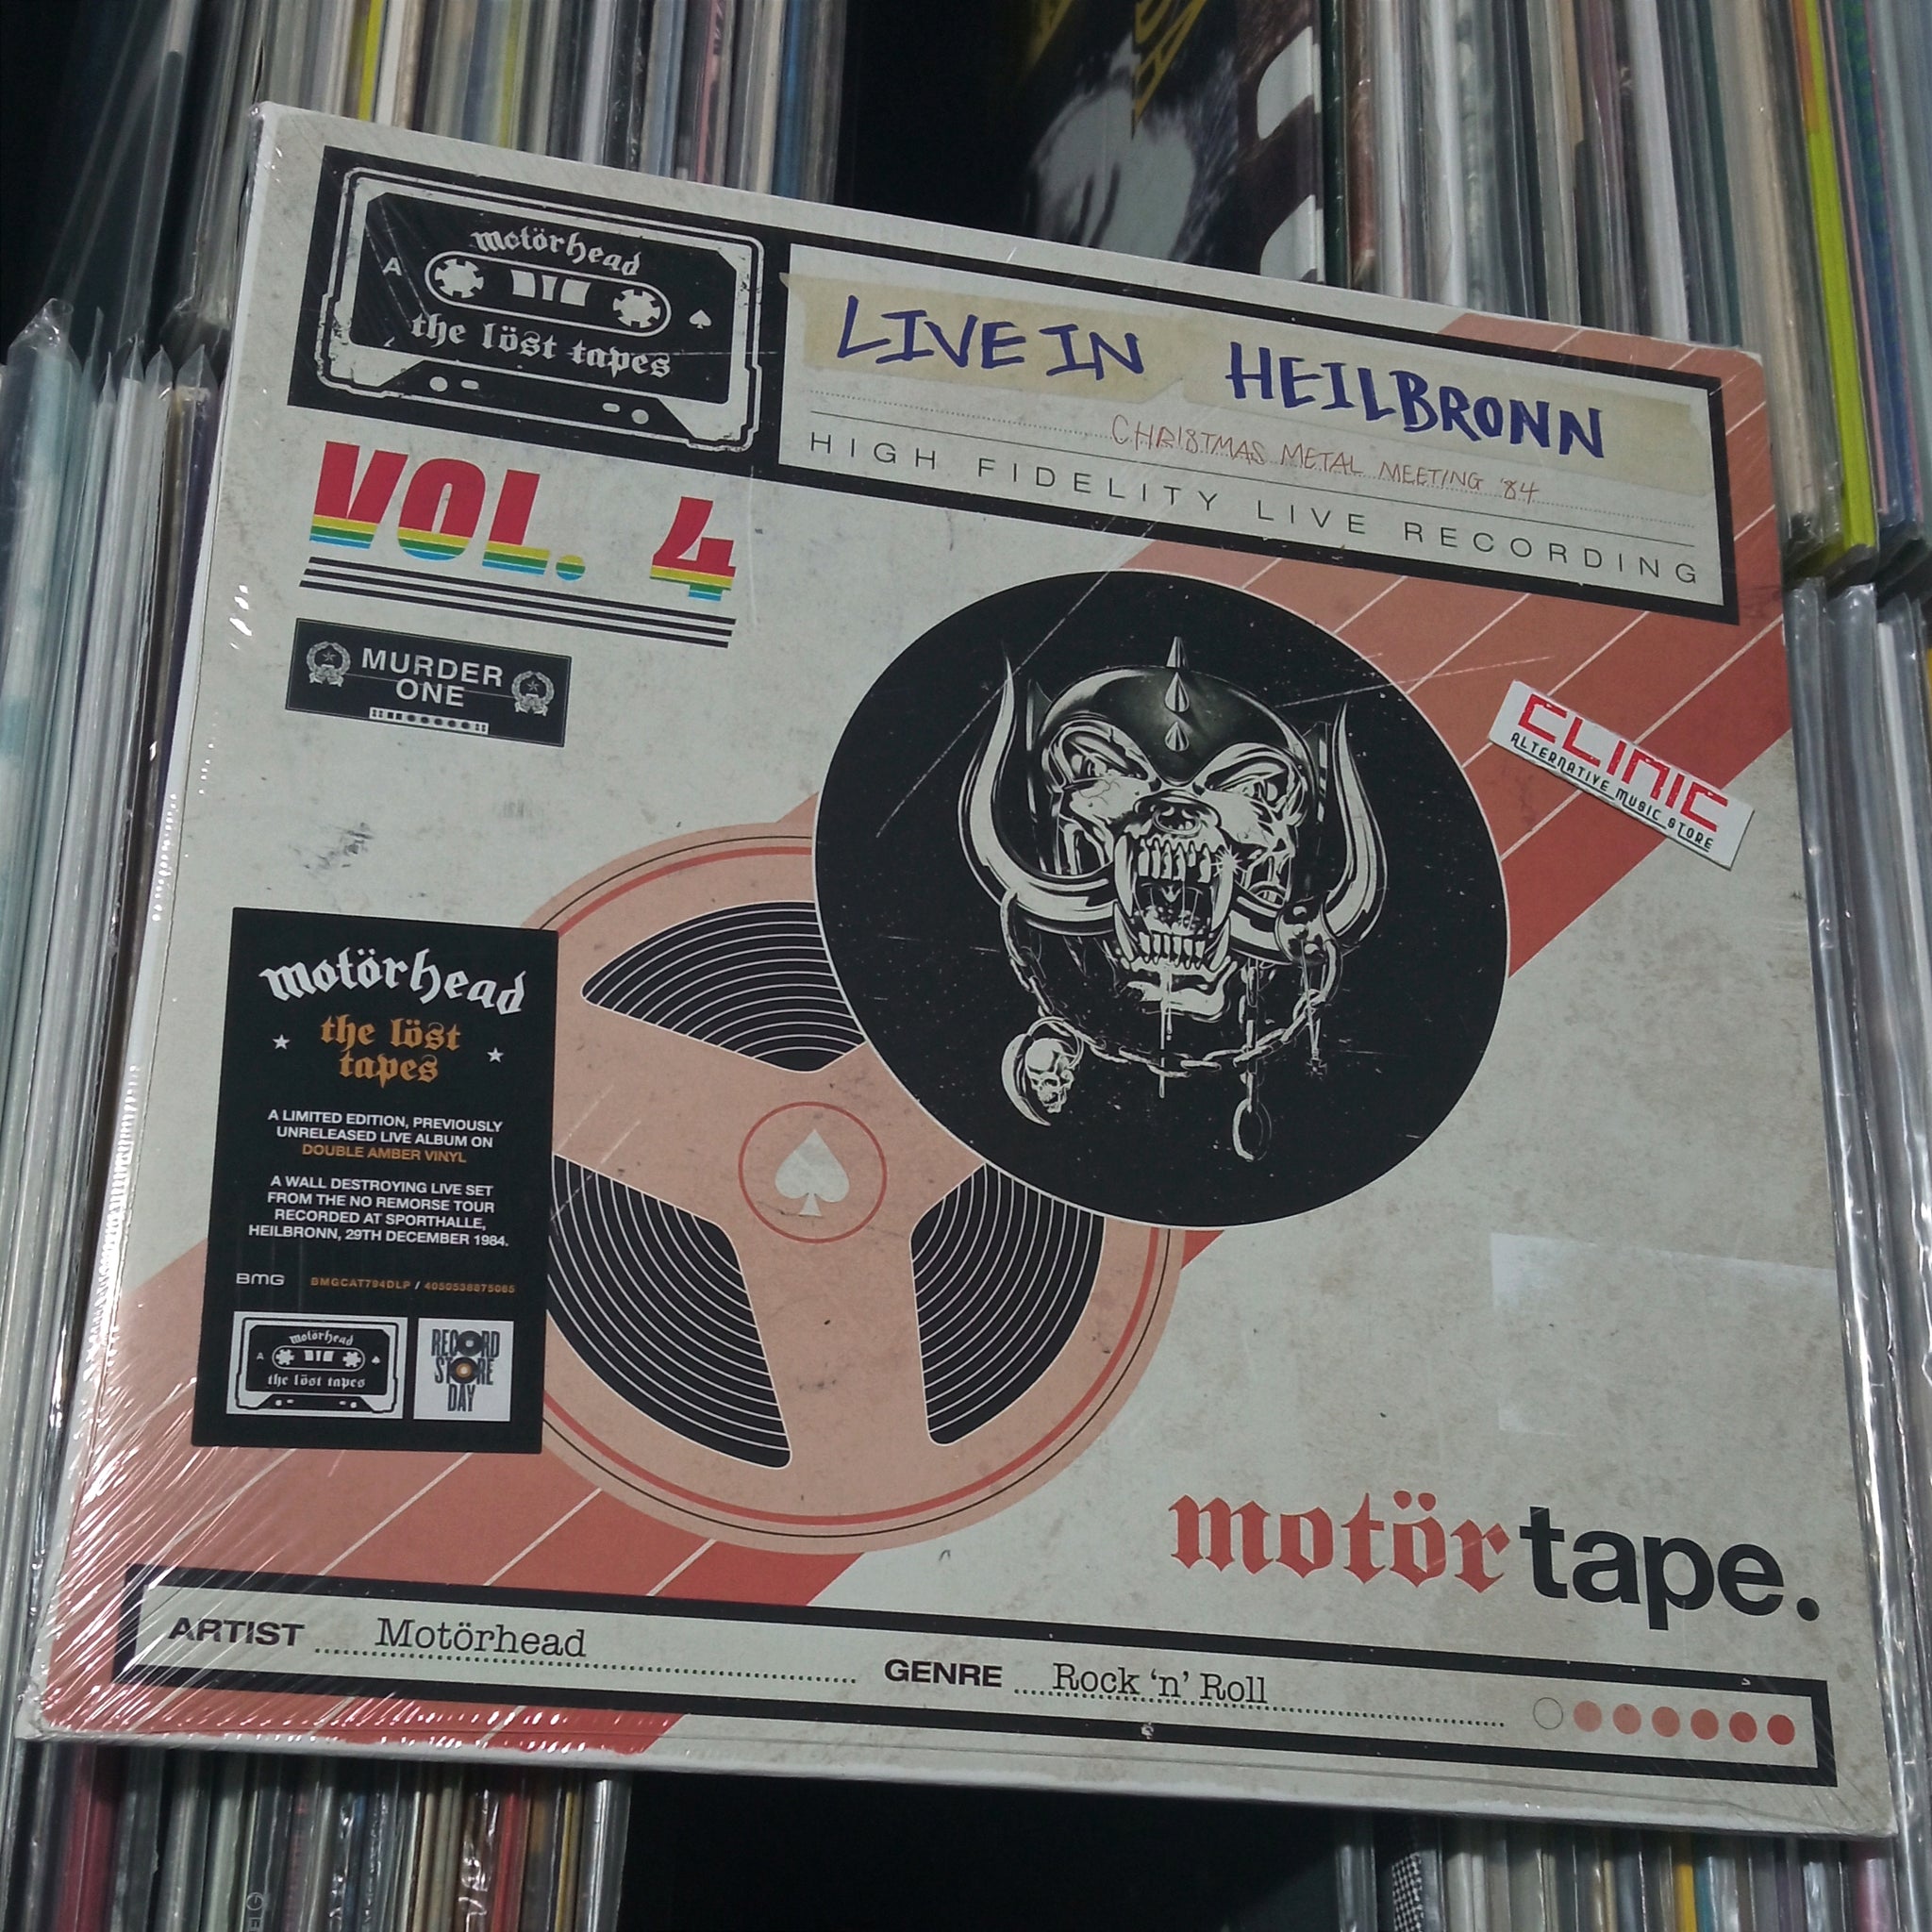 motörhead
A
the löst tapes
LIVE IN HEILBRONN
CHRISTMAS METAL MEETING '84
HIGH FIDELITY LIVE RECORDING
VOL. 4
MURDER
ONE
CLINIC
ALTERNATIVE MUSIC STORE
motörhead
the löst
tapes
A LIMITED EDITION, PREVIOUSLY
UNRELEASED LIVE ALBUM ON
DOUBLE AMBER VINYL
A WALL DESTROYING LIVE SET
FROM THE NO REMORSE TOUR
RECORDED AT SPORTHALLE,
HEILBRONN, 29TH DECEMBER 1984.
BMG BMGCAT794DLP / 4050538875065
motörhead
A
the löst tapes
RECORD
STORE
DAY
motörtape.
ARTIST Motörhead GENRE Rock ‘n’ Roll